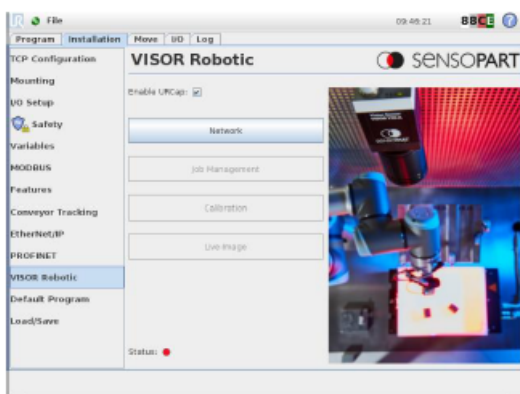 File
09:46:21
Program Installation Move I/O Log
TCP Configuration
Mounting
I/O Setup
Safety
Variables
MODBUS
Features
Conveyor Tracking
EtherNet/IP
PROFINET
VISOR Robotic
Default Program
Load/Save
VISOR Robotic
SENSOPART
Enable URCap:
Network
Job Management
Calibration
Live Image
Status: